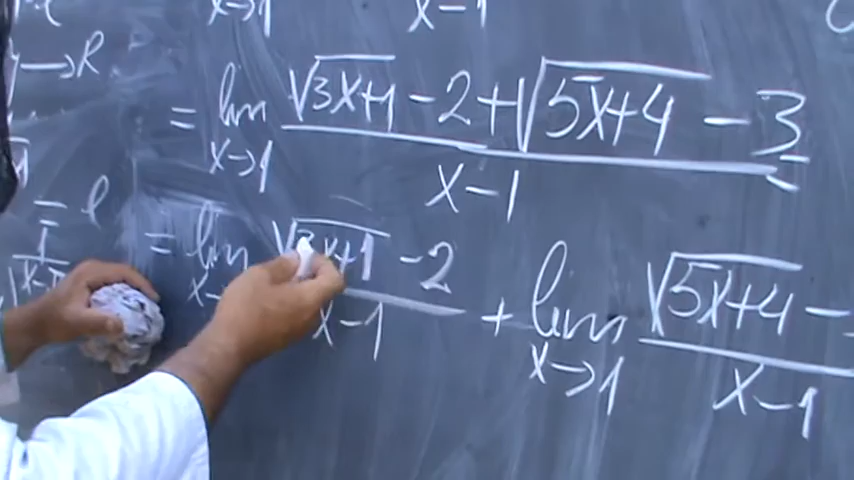 x→1 x-1
→R
= lim x→1 (√(3x+1) - 2 + √(5x+4) - 3) / (x-1)
= l
= lim x→ (√(3x+1) - 2) / (x-1) + lim x→1 (√(5x+4) - ) / (x-1)